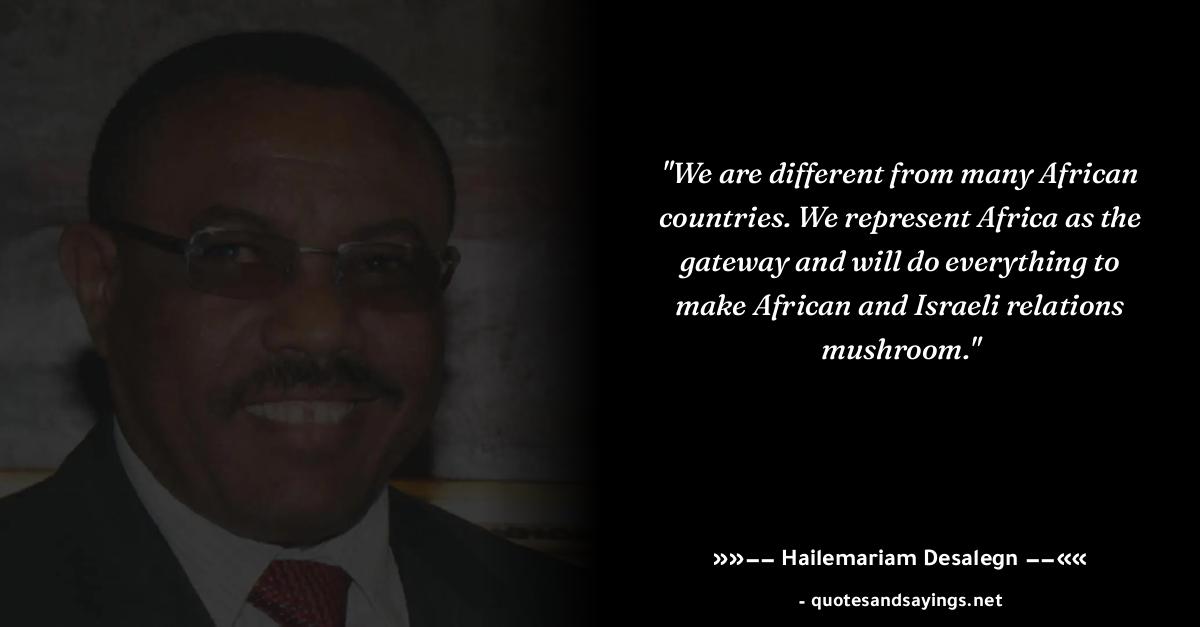 "We are different from many African
countries. We represent Africa as the
gateway and will do everything to
make African and Israeli relations
mushroom."
»»−− Hailemariam Desalegn −−««
- quotesandsayings.net